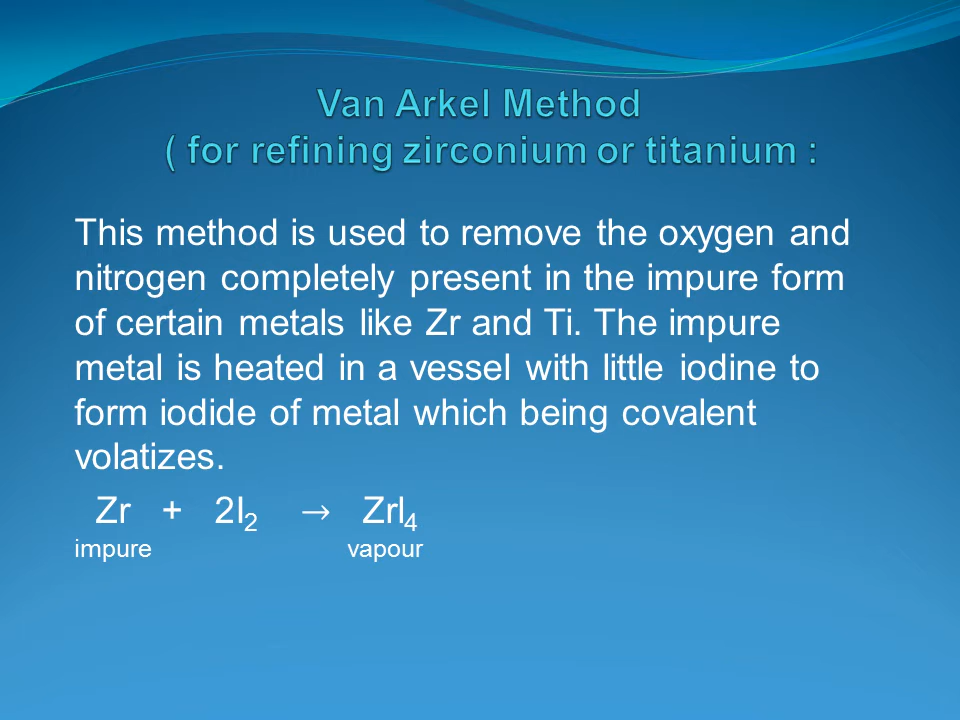 Van Arkel Method
( for refining zirconium or titanium :
This method is used to remove the oxygen and
nitrogen completely present in the impure form
of certain metals like Zr and Ti. The impure
metal is heated in a vessel with little iodine to
form iodide of metal which being covalent
volatizes.
Zr + 2I₂ → ZrI₄
impure vapour